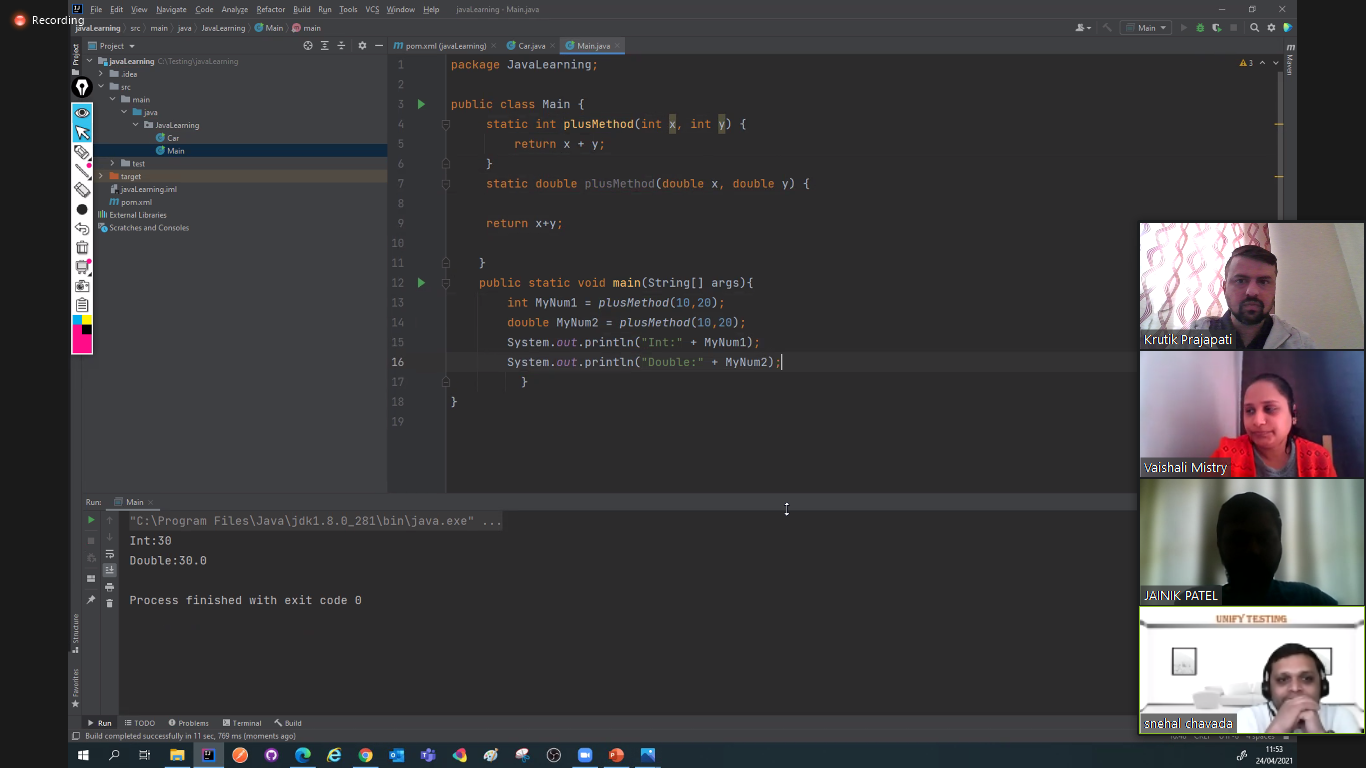 Recording
File Edit View Navigate Code Analyze Refactor Build Run Tools VCS Window Help javaLearning - Main.java
javaLearning src main java JavaLearning Main main
Main
Project
Project
pom.xml (javaLearning) Car.java Main.java
Maven
javaLearning C:\Testing\javaLearning
.idea
src
main
java
JavaLearning
Car
Main
test
target
javaLearning.iml
pom.xml
External Libraries
Scratches and Consoles
3
1 package JavaLearning;
2
3 public class Main {
4 static int plusMethod(int x, int y) {
5 return x + y;
6 }
7 static double plusMethod(double x, double y) {
8
9 return x+y;
10
11 }
12 public static void main(String[] args){
13 int MyNum1 = plusMethod(10,20);
14 double MyNum2 = plusMethod(10,20);
15 System.out.println("Int:" + MyNum1);
16 System.out.println("Double:" + MyNum2);
17 }
18 }
19
Run: Main
"C:\Program Files\Java\jdk1.8.0_281\bin\java.exe" ...
Int:30
Double:30.0
Process finished with exit code 0
Structure
Favorites
Run TODO Problems Terminal Build
Build completed successfully in 11 sec, 789 ms (moments ago)
Krutik Prajapati
Vaishali Mistry
JAINIK PATEL
UNIFY TESTING
snehal chavada
11:53
24/04/2021